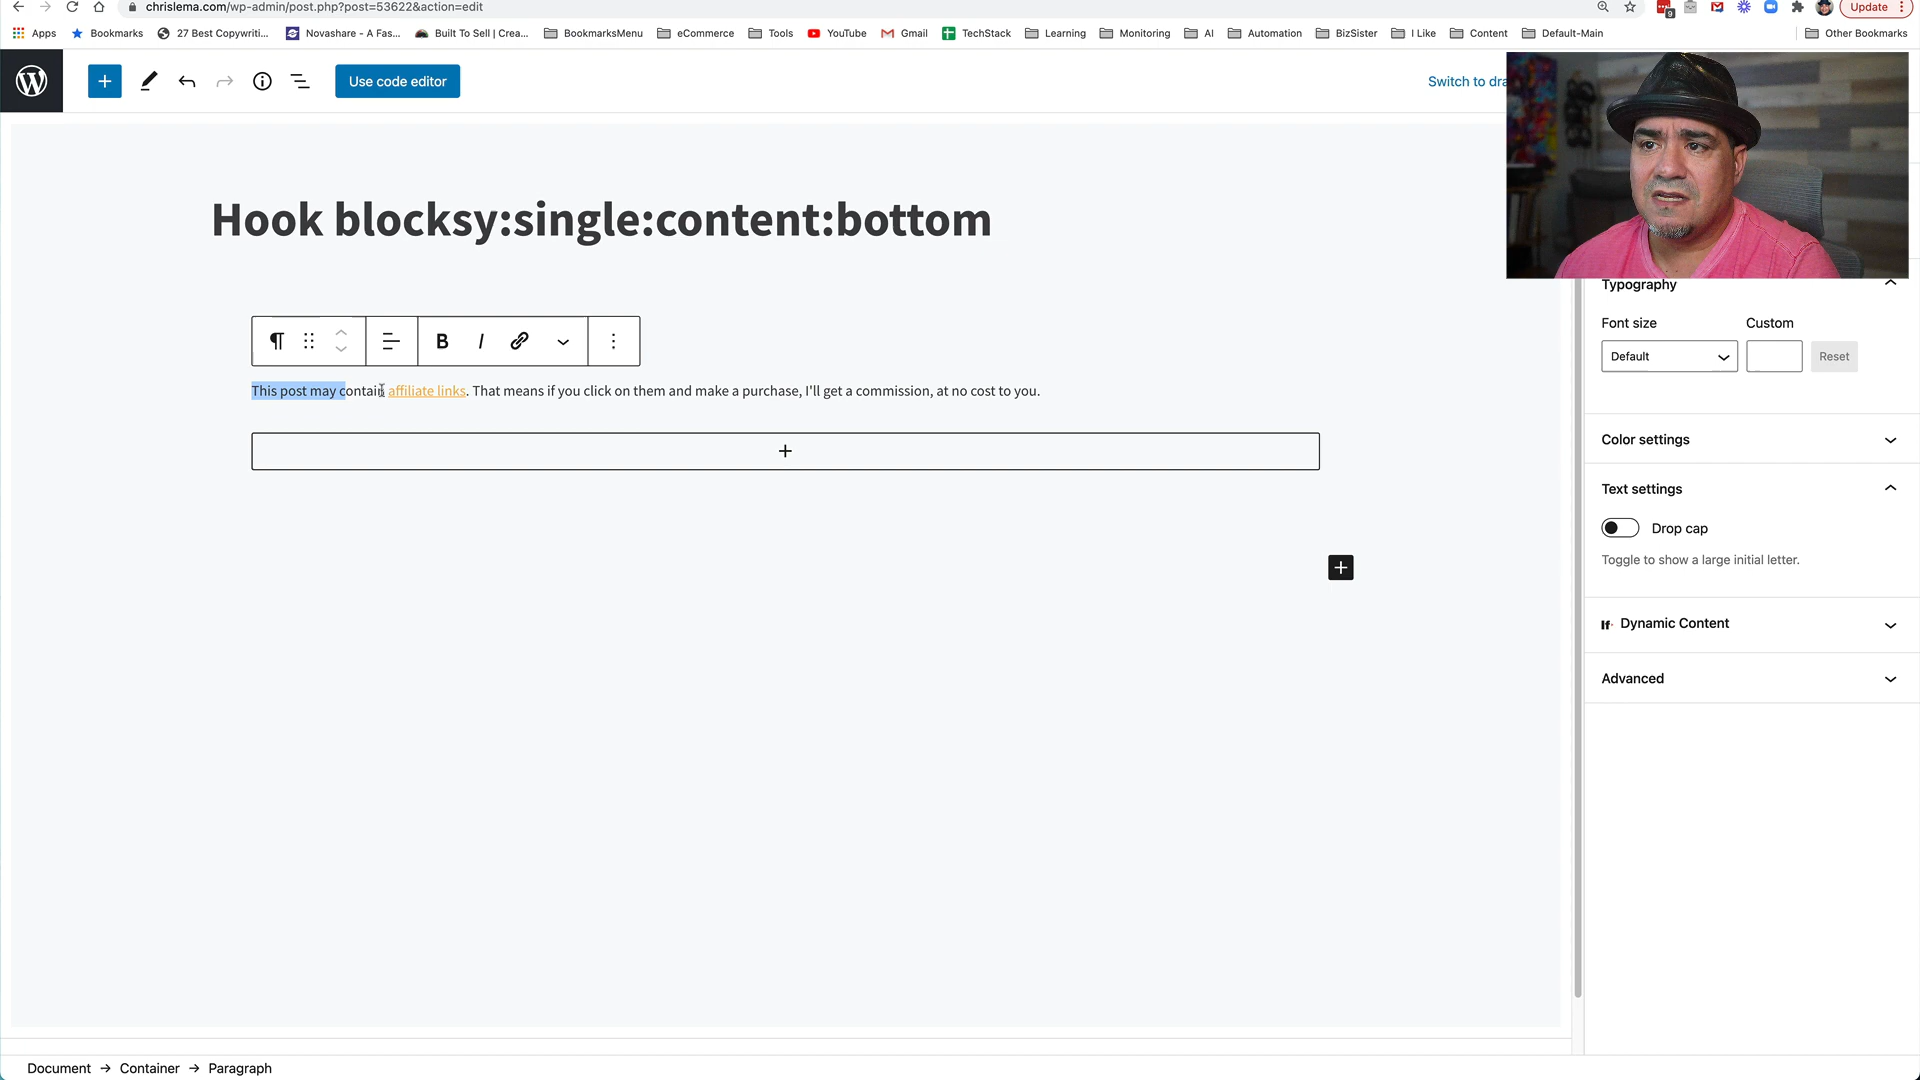 chrislema.com/wp-admin/post.php?post=53622&action=edit
9
Update
Apps
Bookmarks
27 Best Copywriti...
Novashare - A Fas...
Built To Sell | Crea...
BookmarksMenu
eCommerce
Tools
YouTube
Gmail
TechStack
Learning
Monitoring
AI
Automation
BizSister
I Like
Content
Default-Main
Other Bookmarks
Use code editor
Switch to dra
Hook blocksy:single:content:bottom
B I
This post may contain affiliate links. That means if you click on them and make a purchase, I'll get a commission, at no cost to you.
Typography
Font size
Custom
Default
Reset
Color settings
Text settings
Drop cap
Toggle to show a large initial letter.
If Dynamic Content
Advanced
Document → Container → Paragraph